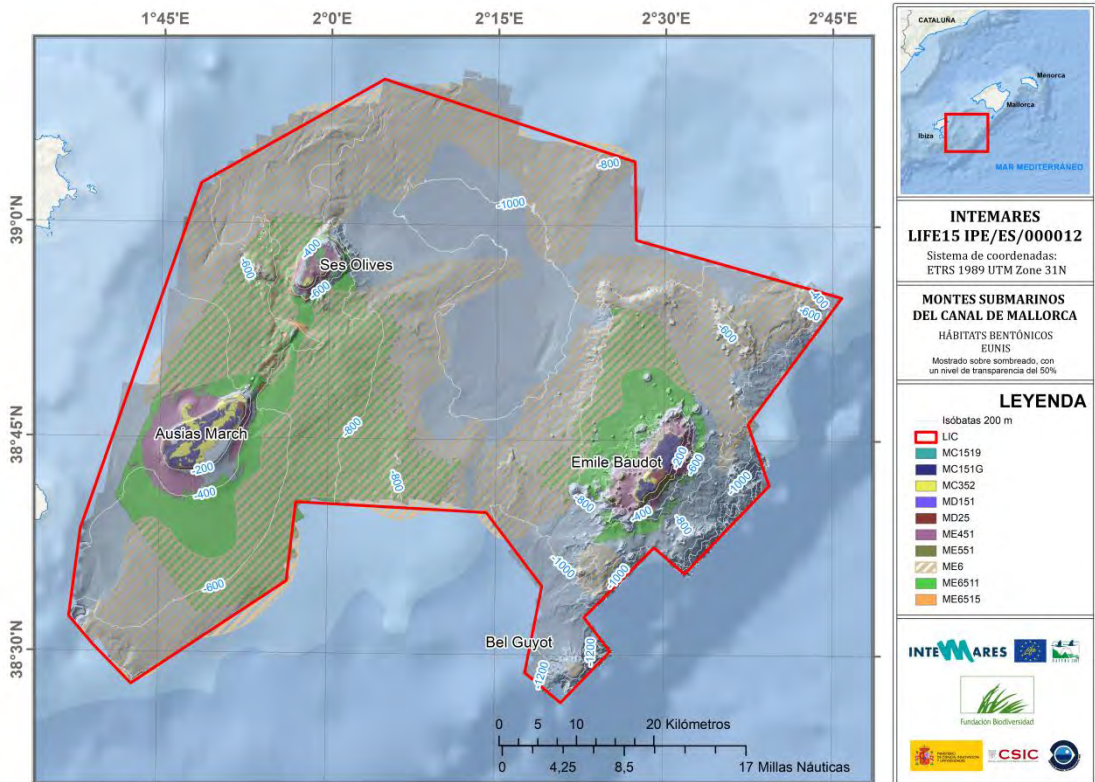 1°45'E 2°0'E 2°15'E 2°30'E 2°45'E
39°0'N
38°45'N
38°30'N
-800
-1000
-400
-600
Ses Olives
-600
-400
-600
-600
-800
Ausias March
-200
-400
Emile Baudot
-200
-600
-1000
-800
-800
-400
-800
-600
-1000
-1000
Bel Guyot
-1200
-1200
0 5 10 20 Kilómetros
0 4,25 8,5 17 Millas Náuticas
CATALUÑA
Menorca
Mallorca
Ibiza
MAR MEDITERRÁNEO
INTEMARES
LIFE15 IPE/ES/000012
Sistema de coordenadas:
ETRS 1989 UTM Zone 31N
MONTES SUBMARINOS
DEL CANAL DE MALLORCA
HÁBITATS BENTÓNICOS
EUNIS
Mostrado sobre sombreado, con
un nivel de transparencia del 50%
LEYENDA
Isóbatas 200 m
LIC
MC1519
MC151G
MC352
MD151
MD25
ME451
ME551
ME6
ME6511
ME6515
INTEMARES
Fundación Biodiversidad
CSIC